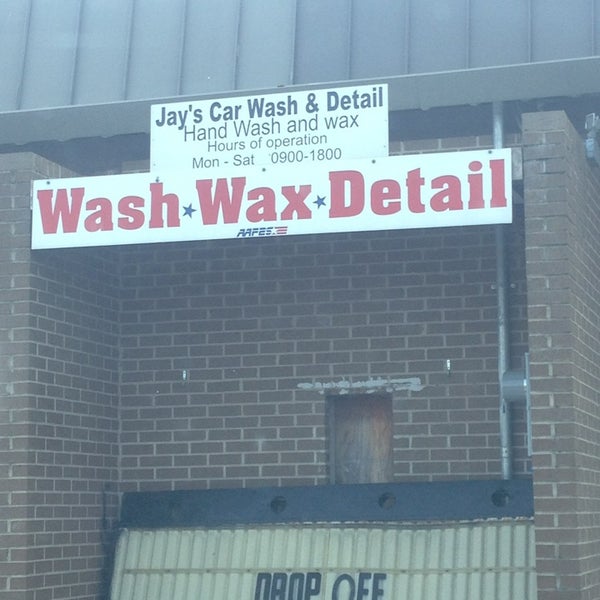 Jay's Car Wash & Detail
Hand Wash and wax
Hours of operation
Mon - Sat 0900-1800
Wash★Wax★Detail
AAFES
DROP OFF